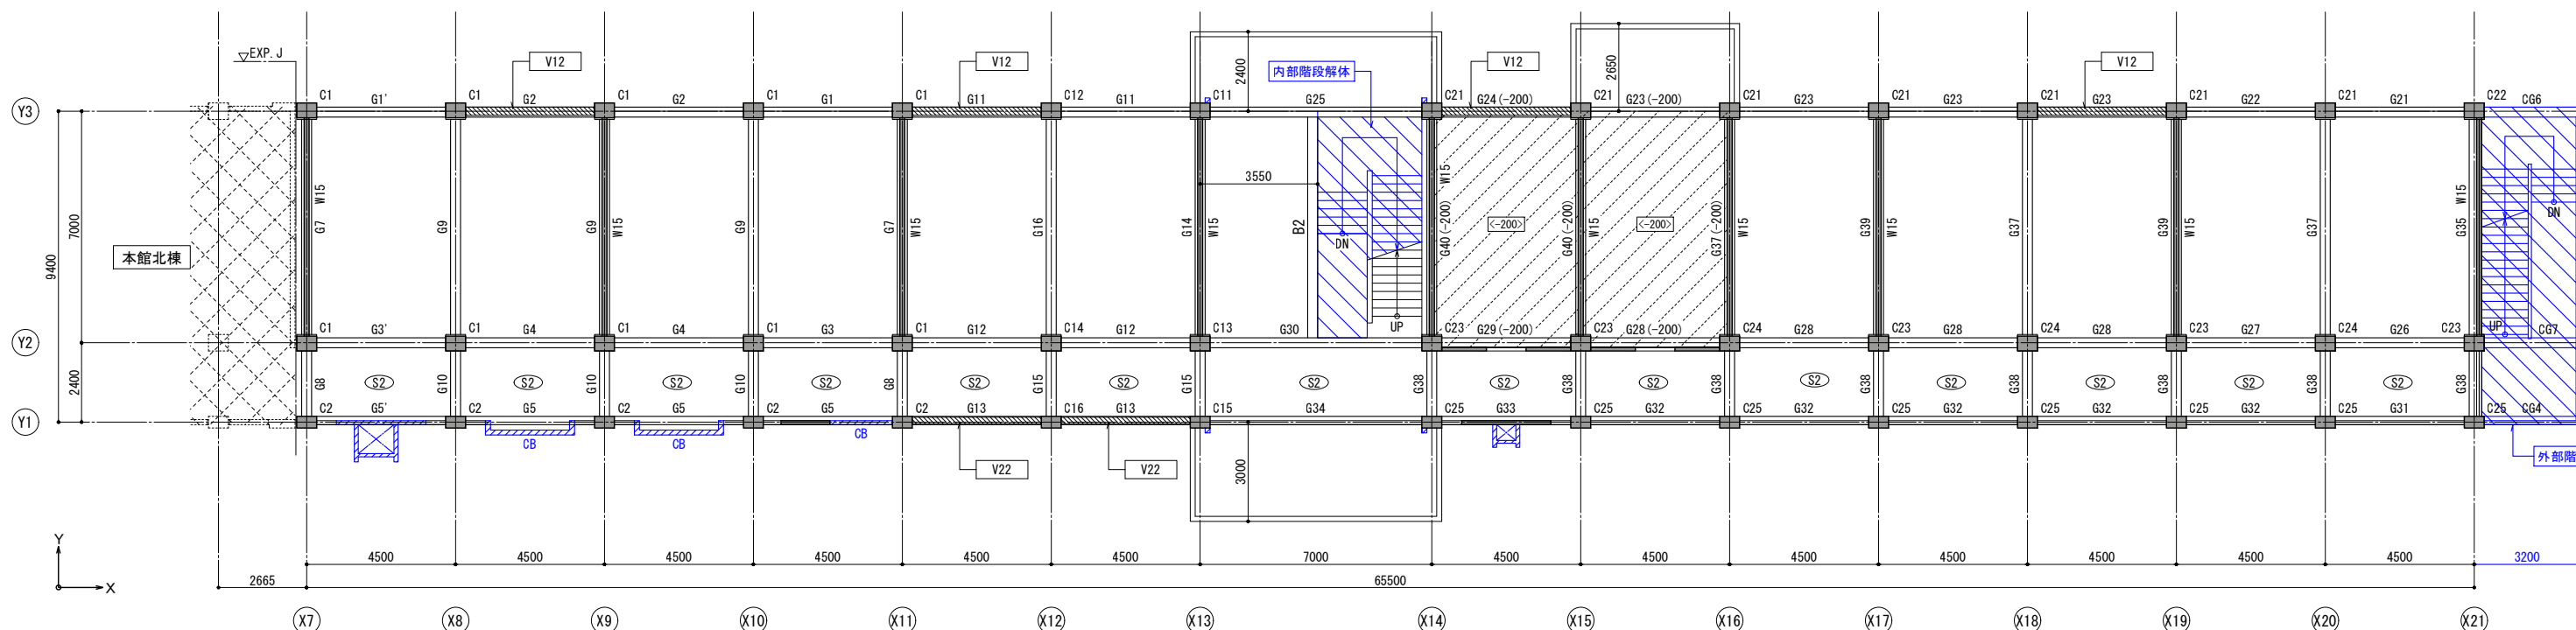 EXP. J
V12
V12
2400
内部階段解体
V12
2650
V12
Y3
C1 G1' C1 G2 C1 G2 C1 G1 C1 G11 C12 G11 C11 G25 C21 G24(-200) C21 G23(-200) C21 G23 C21 G23 C21 G23 C21 G22 C21 G21 C22 CG6
9400
7000
本館北棟
G7 W15
G9
G9 W15
G9
G7 W15
G16
G14 W15
3550
B2
DN
UP
W15
G40(-200)
<-200>
G40(-200) W15
<-200>
G37(-200) W15
G39 W15
G37
G39 W15
G37
G35 W15
DN
UP
Y2
C1 G3' C1 G4 C1 G4 C1 G3 C1 G12 C14 G12 C13 G30 C23 G29(-200) C23 G28(-200) C24 G28 C23 G28 C24 G28 C23 G27 C24 G26 C23 CG7
2400
G8 S2 G10 S2 G10 S2 G10 S2 G8 S2 G15 S2 G15 S2 G38 S2 G38 S2 G38 S2 G38 S2 G38 S2 G38 S2 G38 S2 G38
Y1
C2 G5' C2 G5 C2 G5 C2 G5 C2 G13 C16 G13 C15 G34 C25 G33 C25 G32 C25 G32 C25 G32 C25 G32 C25 G32 C25 G31 C25 CG4
CB
CB
CB
V22
V22
3000
外部階
Y
X
4500 4500 4500 4500 4500 4500 7000 4500 4500 4500 4500 4500 4500 4500 3200
2665
65500
X7 X8 X9 X10 X11 X12 X13 X14 X15 X16 X17 X18 X19 X20 X21